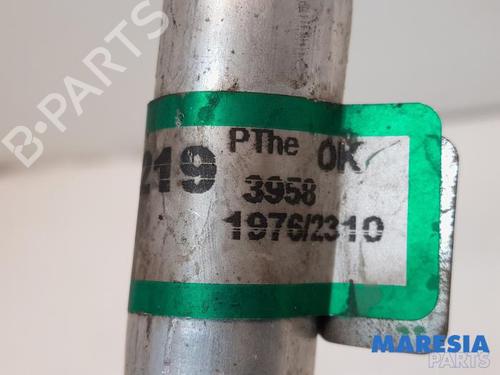 B-PARTS
219 PThe OK
3958
1976/2310
MARESIA
PARTS